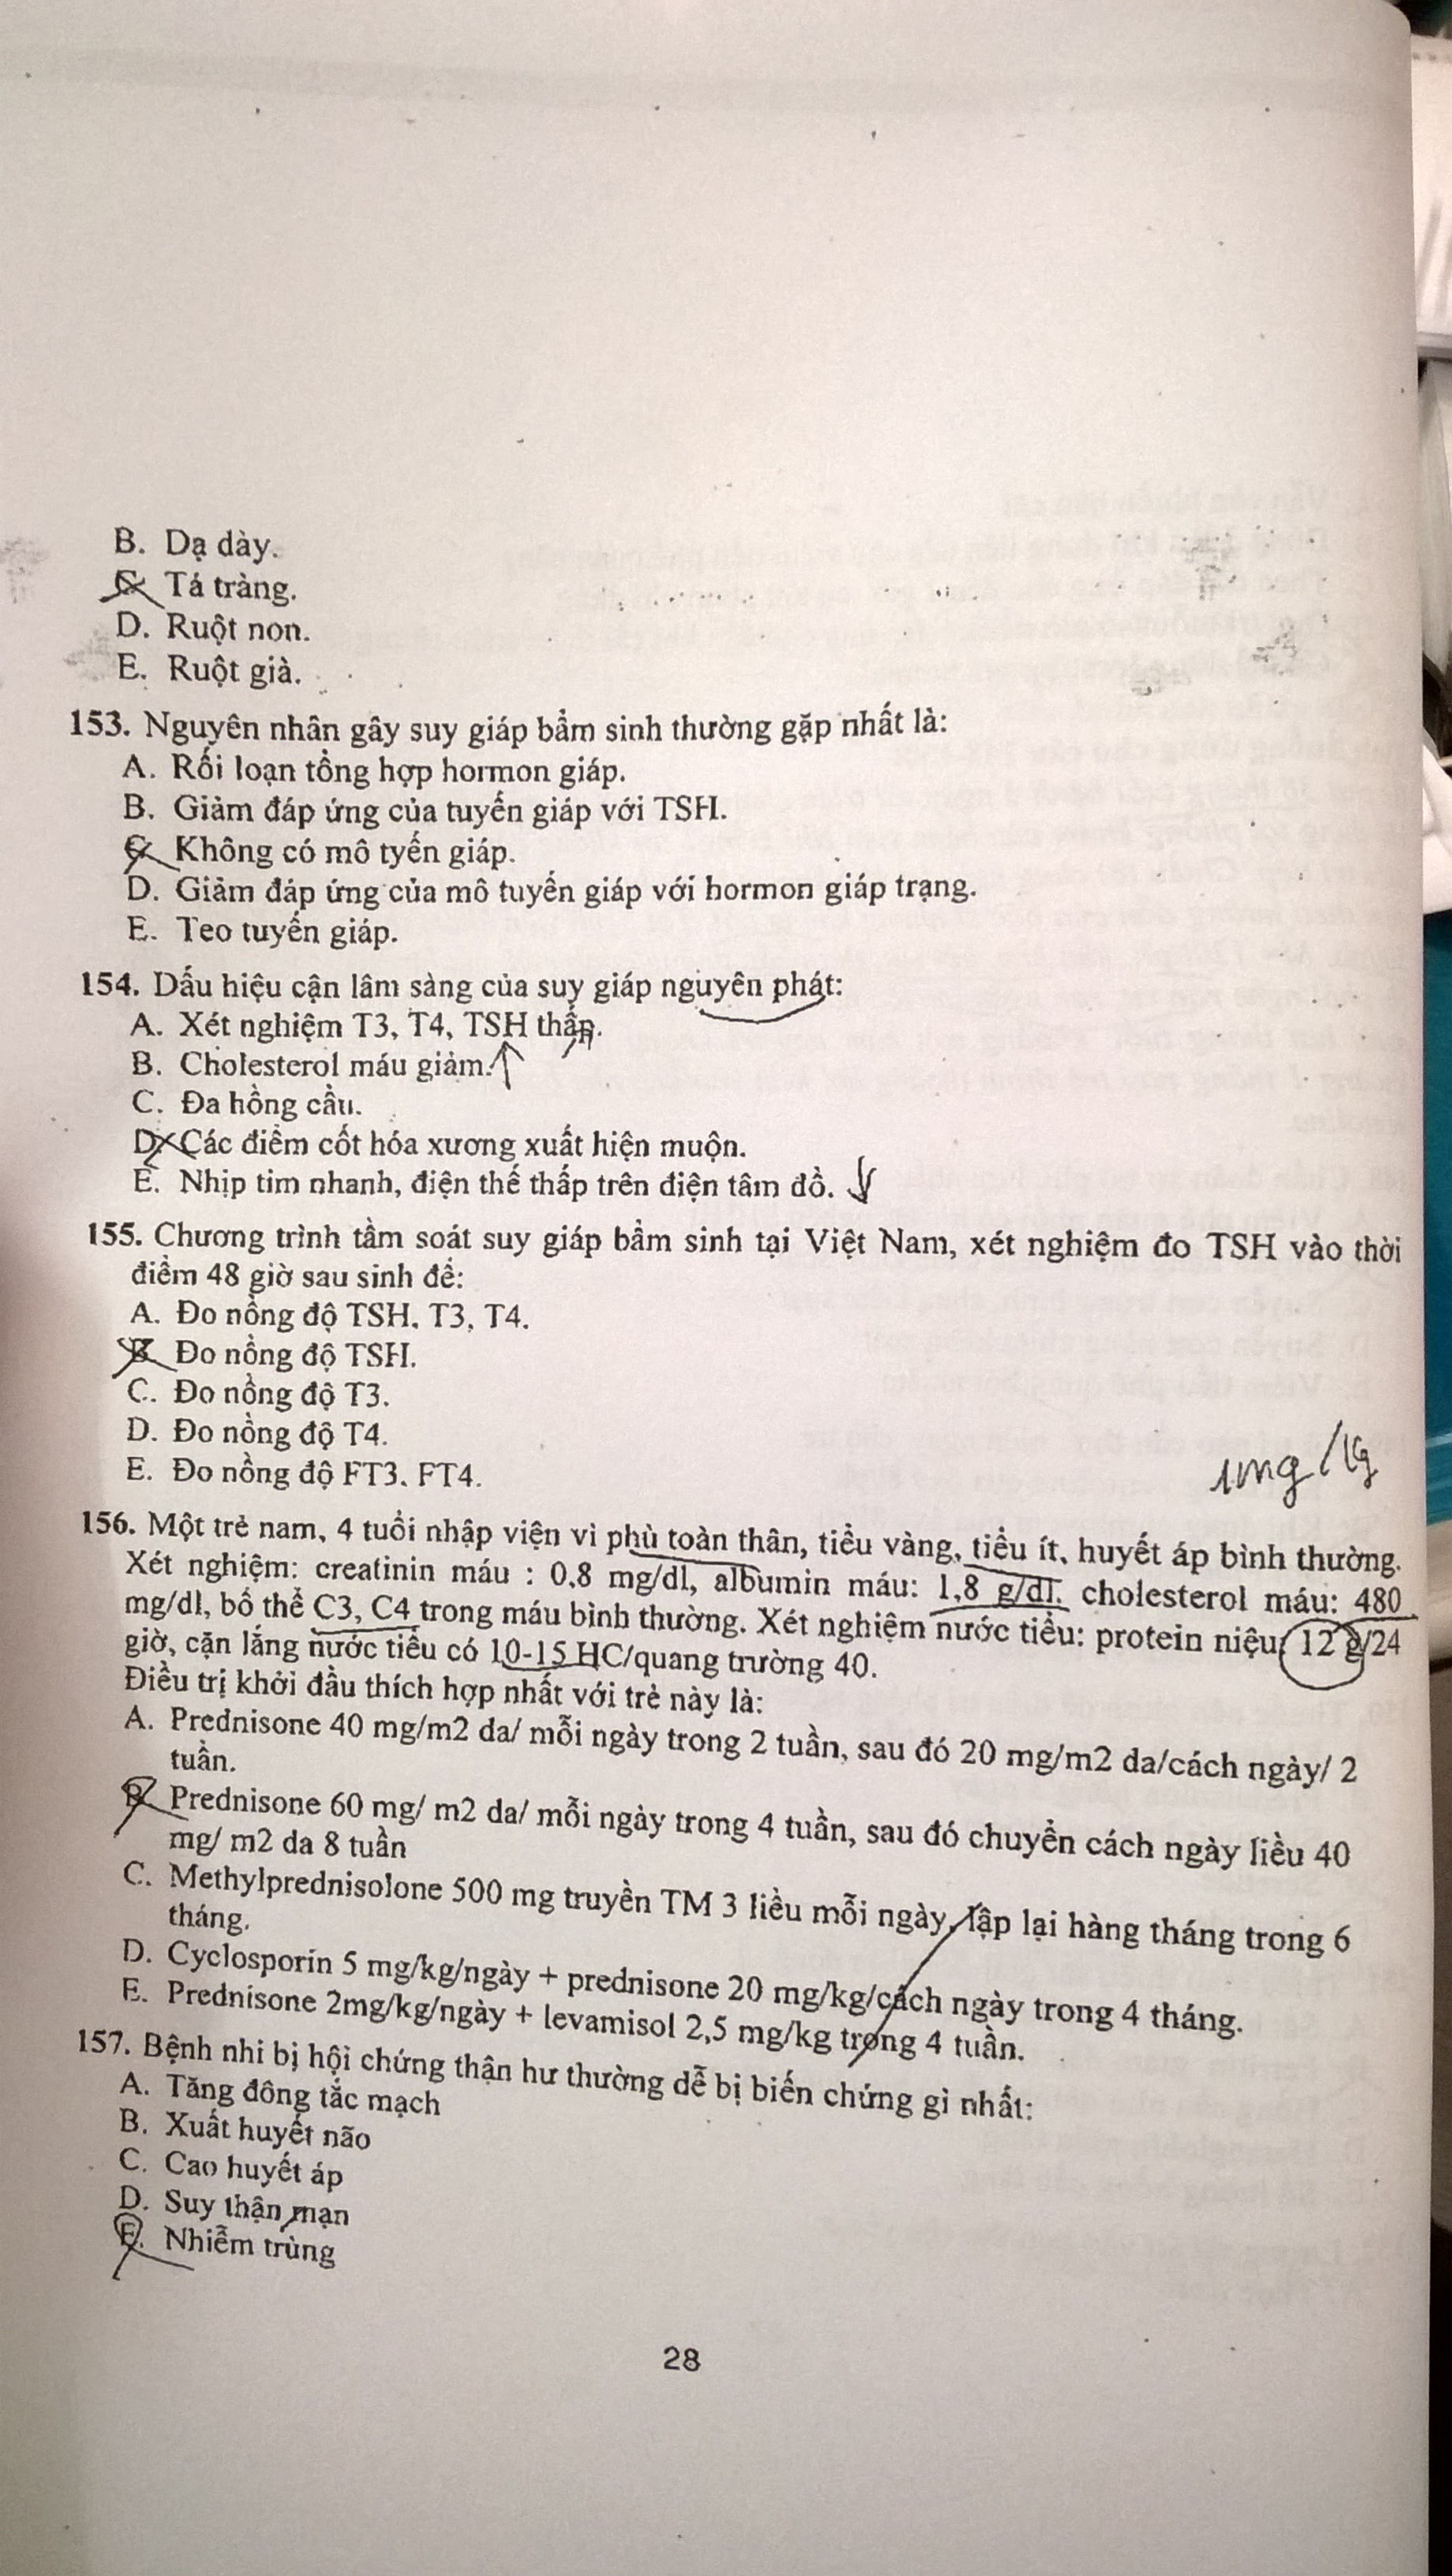 B. Dạ dày.
C. Tá tràng.
D. Ruột non.
E. Ruột già.
153. Nguyên nhân gây suy giáp bẩm sinh thường gặp nhất là:
A. Rối loạn tổng hợp hormon giáp.
B. Giảm đáp ứng của tuyến giáp với TSH.
C. Không có mô tyến giáp.
D. Giảm đáp ứng của mô tuyến giáp với hormon giáp trạng.
E. Teo tuyến giáp.
154. Dấu hiệu cận lâm sàng của suy giáp nguyên phát:
A. Xét nghiệm T3, T4, TSH thấp.
B. Cholesterol máu giảm. ↑
C. Đa hồng cầu.
D. Các điểm cốt hóa xương xuất hiện muộn.
E. Nhịp tim nhanh, điện thế thấp trên điện tâm đồ. ↓
155. Chương trình tầm soát suy giáp bẩm sinh tại Việt Nam, xét nghiệm đo TSH vào thời
điểm 48 giờ sau sinh để:
A. Đo nồng độ TSH, T3, T4.
B. Đo nồng độ TSH.
C. Đo nồng độ T3.
D. Đo nồng độ T4.
E. Đo nồng độ FT3, FT4.
1mg/kg
156. Một trẻ nam, 4 tuổi nhập viện vì phù toàn thân, tiểu vàng, tiểu ít, huyết áp bình thường.
Xét nghiệm: creatinin máu : 0,8 mg/dl, albumin máu: 1,8 g/dl, cholesterol máu: 480
mg/dl, bổ thể C3, C4 trong máu bình thường. Xét nghiệm nước tiểu: protein niệu 12 g/24
giờ, cặn lắng nước tiểu có 10-15 HC/quang trường 40.
Điều trị khởi đầu thích hợp nhất với trẻ này là:
A. Prednisone 40 mg/m2 da/ mỗi ngày trong 2 tuần, sau đó 20 mg/m2 da/cách ngày/ 2
tuần.
B. Prednisone 60 mg/ m2 da/ mỗi ngày trong 4 tuần, sau đó chuyển cách ngày liều 40
mg/ m2 da 8 tuần
C. Methylprednisolone 500 mg truyền TM 3 liều mỗi ngày, lập lại hàng tháng trong 6
tháng.
D. Cyclosporin 5 mg/kg/ngày + prednisone 20 mg/kg/cách ngày trong 4 tháng.
E. Prednisone 2mg/kg/ngày + levamisol 2,5 mg/kg trong 4 tuần.
157. Bệnh nhi bị hội chứng thận hư thường dễ bị biến chứng gì nhất:
A. Tăng đông tắc mạch
B. Xuất huyết não
C. Cao huyết áp
D. Suy thận mạn
E. Nhiễm trùng
28